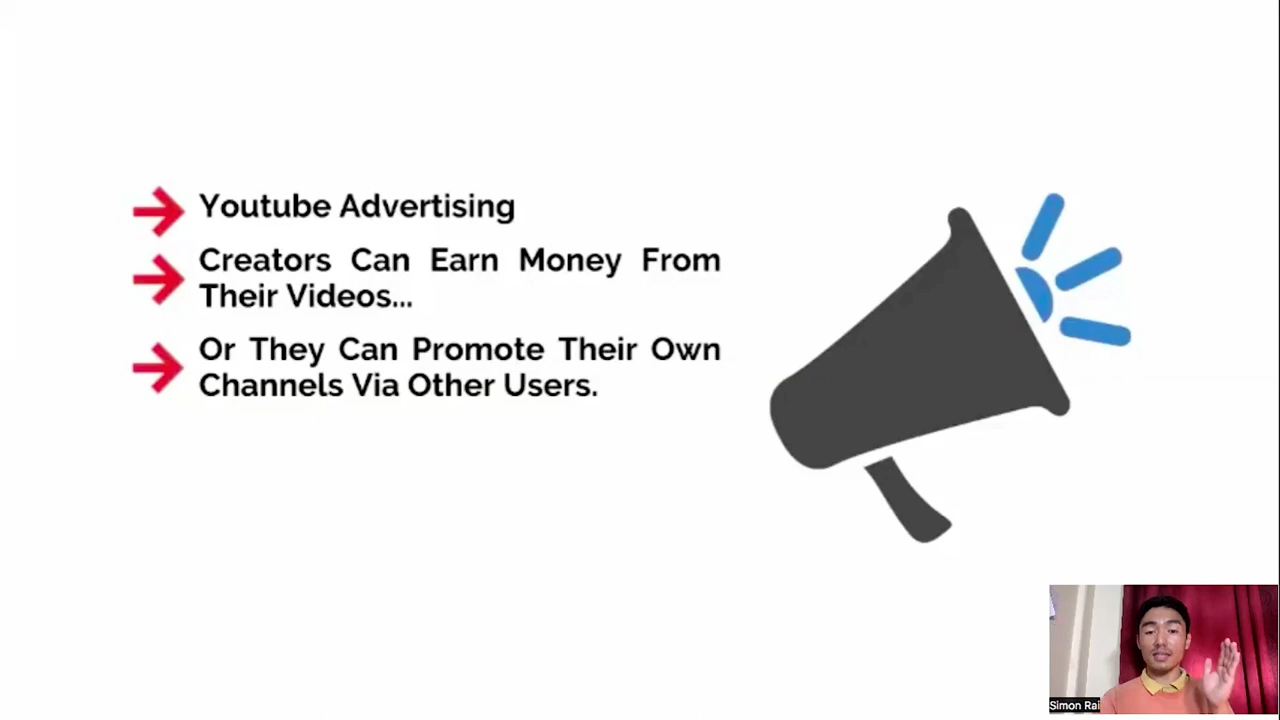 Youtube Advertising
Creators Can Earn Money From
Their Videos...
Or They Can Promote Their Own
Channels Via Other Users.
Simon Rai